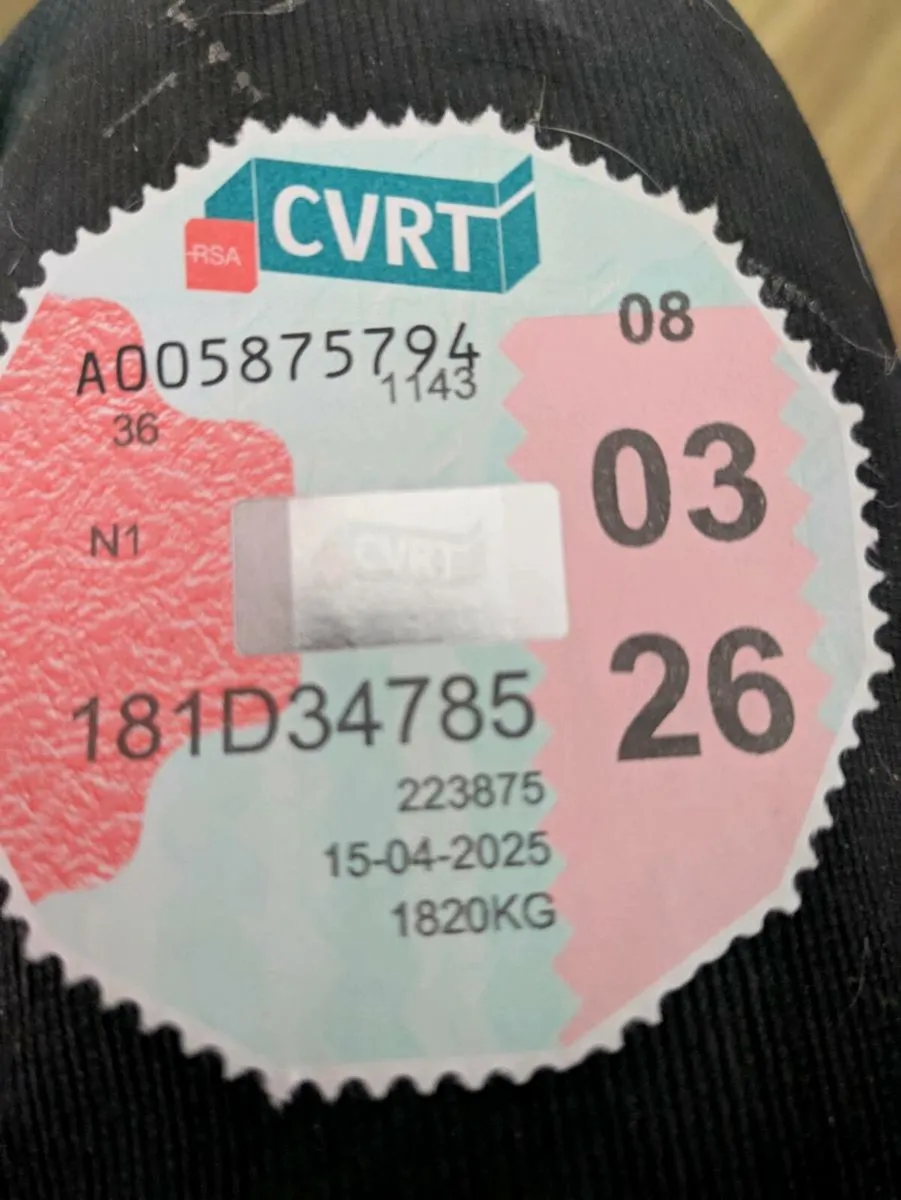 CVRT
RSA
08
A005875794
1143
36
03
N1
CVRT
181D34785
26
223875
15-04-2025
1820KG